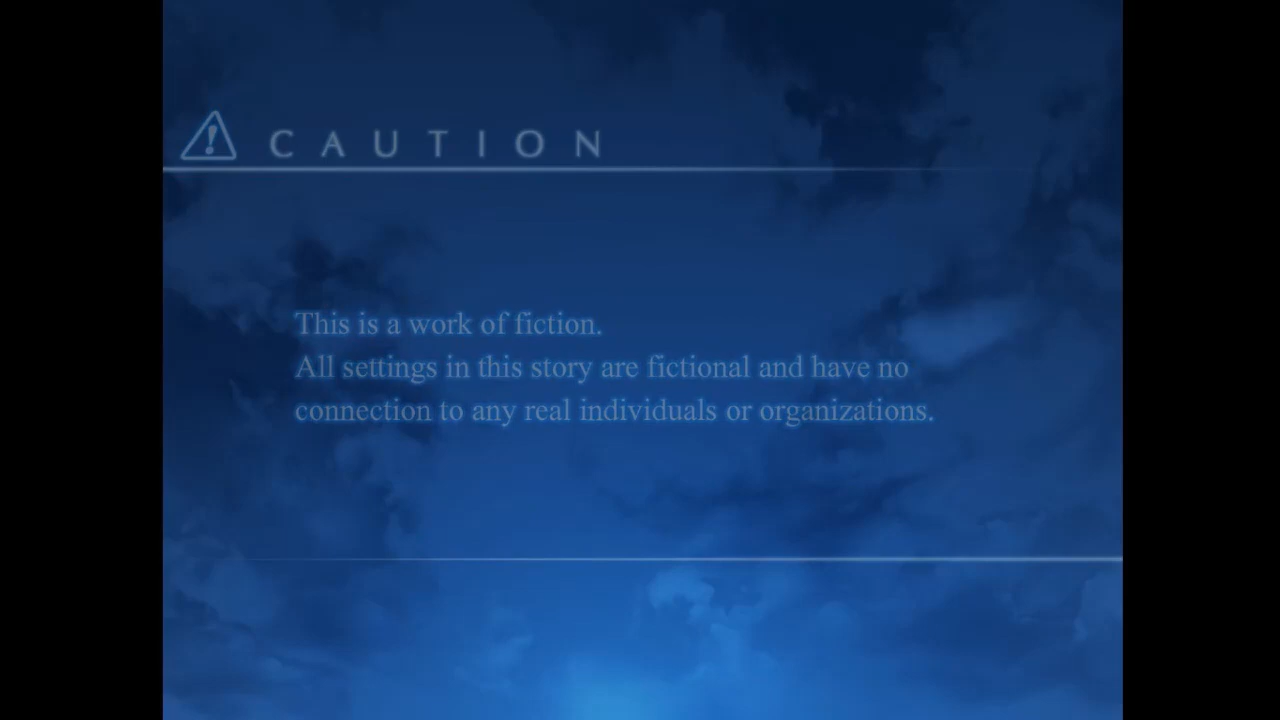 CAUTION
This is a work of fiction.
All settings in this story are fictional and have no
connection to any real individuals or organizations.